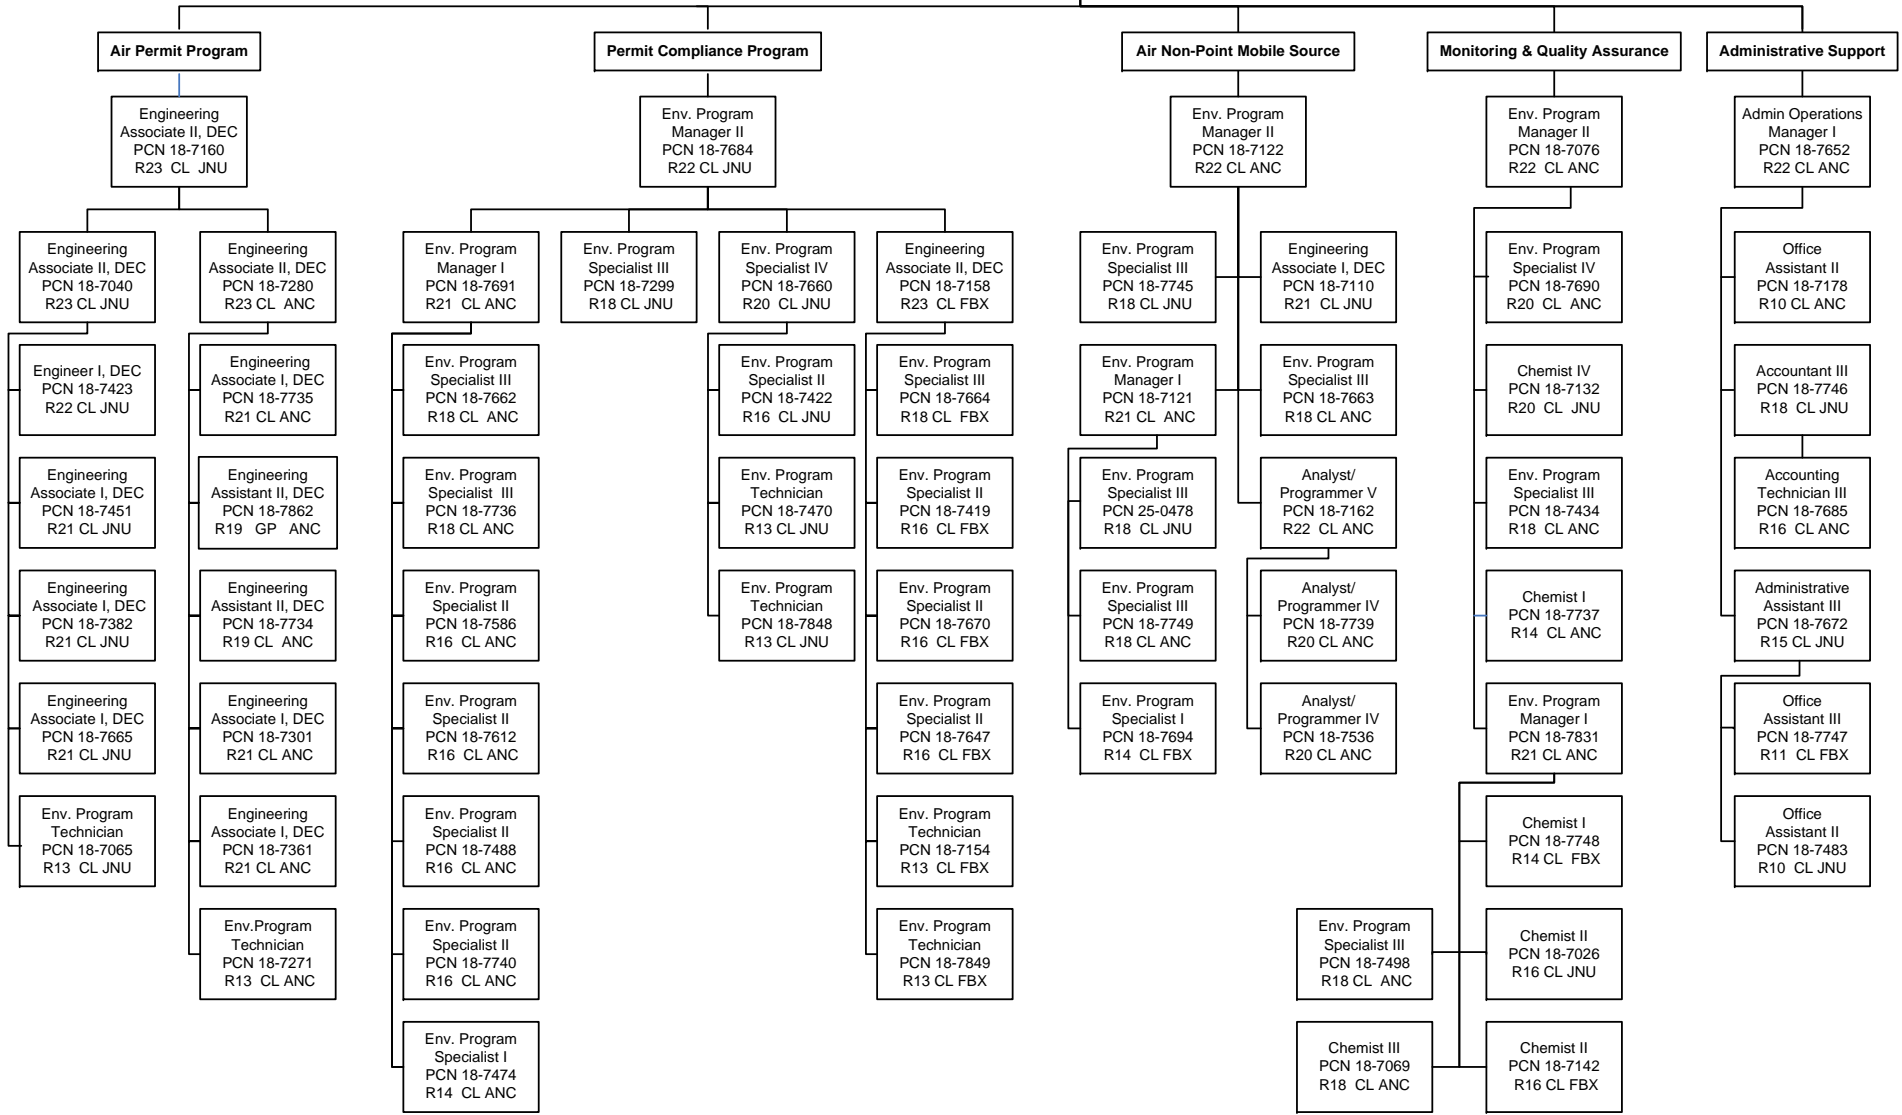 Air Permit Program
Engineering
Associate II, DEC
PCN 18-7160
R23 CL JNU
Engineering
Associate II, DEC
PCN 18-7040
R23 CL JNU
Engineer I, DEC
PCN 18-7423
R22 CL JNU
Engineering
Associate I, DEC
PCN 18-7451
R21 CL JNU
Engineering
Associate I, DEC
PCN 18-7382
R21 CL JNU
Engineering
Associate I, DEC
PCN 18-7665
R21 CL JNU
Env. Program
Technician
PCN 18-7065
R13 CL JNU
Engineering
Associate II, DEC
PCN 18-7280
R23 CL ANC
Engineering
Associate I, DEC
PCN 18-7735
R21 CL ANC
Engineering
Assistant II, DEC
PCN 18-7862
R19 GP ANC
Engineering
Assistant II, DEC
PCN 18-7734
R19 CL ANC
Engineering
Associate I, DEC
PCN 18-7301
R21 CL ANC
Engineering
Associate I, DEC
PCN 18-7361
R21 CL ANC
Env.Program
Technician
PCN 18-7271
R13 CL ANC
Permit Compliance Program
Env. Program
Manager II
PCN 18-7684
R22 CL JNU
Env. Program
Manager I
PCN 18-7691
R21 CL ANC
Env. Program
Specialist III
PCN 18-7662
R18 CL ANC
Env. Program
Specialist III
PCN 18-7736
R18 CL ANC
Env. Program
Specialist II
PCN 18-7586
R16 CL ANC
Env. Program
Specialist II
PCN 18-7612
R16 CL ANC
Env. Program
Specialist II
PCN 18-7488
R16 CL ANC
Env. Program
Specialist II
PCN 18-7740
R16 CL ANC
Env. Program
Specialist I
PCN 18-7474
R14 CL ANC
Env. Program
Specialist III
PCN 18-7299
R18 CL JNU
Env. Program
Specialist IV
PCN 18-7660
R20 CL JNU
Env. Program
Specialist II
PCN 18-7422
R16 CL JNU
Env. Program
Technician
PCN 18-7470
R13 CL JNU
Env. Program
Technician
PCN 18-7848
R13 CL JNU
Engineering
Associate II, DEC
PCN 18-7158
R23 CL FBX
Env. Program
Specialist III
PCN 18-7664
R18 CL FBX
Env. Program
Specialist II
PCN 18-7419
R16 CL FBX
Env. Program
Specialist II
PCN 18-7670
R16 CL FBX
Env. Program
Specialist II
PCN 18-7647
R16 CL FBX
Env. Program
Technician
PCN 18-7154
R13 CL FBX
Env. Program
Technician
PCN 18-7849
R13 CL FBX
Air Non-Point Mobile Source
Env. Program
Manager II
PCN 18-7122
R22 CL ANC
Env. Program
Specialist III
PCN 18-7745
R18 CL JNU
Engineering
Associate I, DEC
PCN 18-7110
R21 CL JNU
Env. Program
Manager I
PCN 18-7121
R21 CL ANC
Env. Program
Specialist III
PCN 18-7663
R18 CL ANC
Env. Program
Specialist III
PCN 25-0478
R18 CL JNU
Env. Program
Specialist III
PCN 18-7749
R18 CL ANC
Env. Program
Specialist I
PCN 18-7694
R14 CL FBX
Analyst/
Programmer V
PCN 18-7162
R22 CL ANC
Analyst/
Programmer IV
PCN 18-7739
R20 CL ANC
Analyst/
Programmer IV
PCN 18-7536
R20 CL ANC
Monitoring & Quality Assurance
Env. Program
Manager II
PCN 18-7076
R22 CL ANC
Env. Program
Specialist IV
PCN 18-7690
R20 CL ANC
Chemist IV
PCN 18-7132
R20 CL JNU
Env. Program
Specialist III
PCN 18-7434
R18 CL ANC
Chemist I
PCN 18-7737
R14 CL ANC
Env. Program
Manager I
PCN 18-7831
R21 CL ANC
Chemist I
PCN 18-7748
R14 CL FBX
Env. Program
Specialist III
PCN 18-7498
R18 CL ANC
Chemist II
PCN 18-7026
R16 CL JNU
Chemist III
PCN 18-7069
R18 CL ANC
Chemist II
PCN 18-7142
R16 CL FBX
Administrative Support
Admin Operations
Manager I
PCN 18-7652
R22 CL ANC
Office
Assistant II
PCN 18-7178
R10 CL ANC
Accountant III
PCN 18-7746
R18 CL JNU
Accounting
Technician III
PCN 18-7685
R16 CL ANC
Administrative
Assistant III
PCN 18-7672
R15 CL JNU
Office
Assistant III
PCN 18-7747
R11 CL FBX
Office
Assistant II
PCN 18-7483
R10 CL JNU